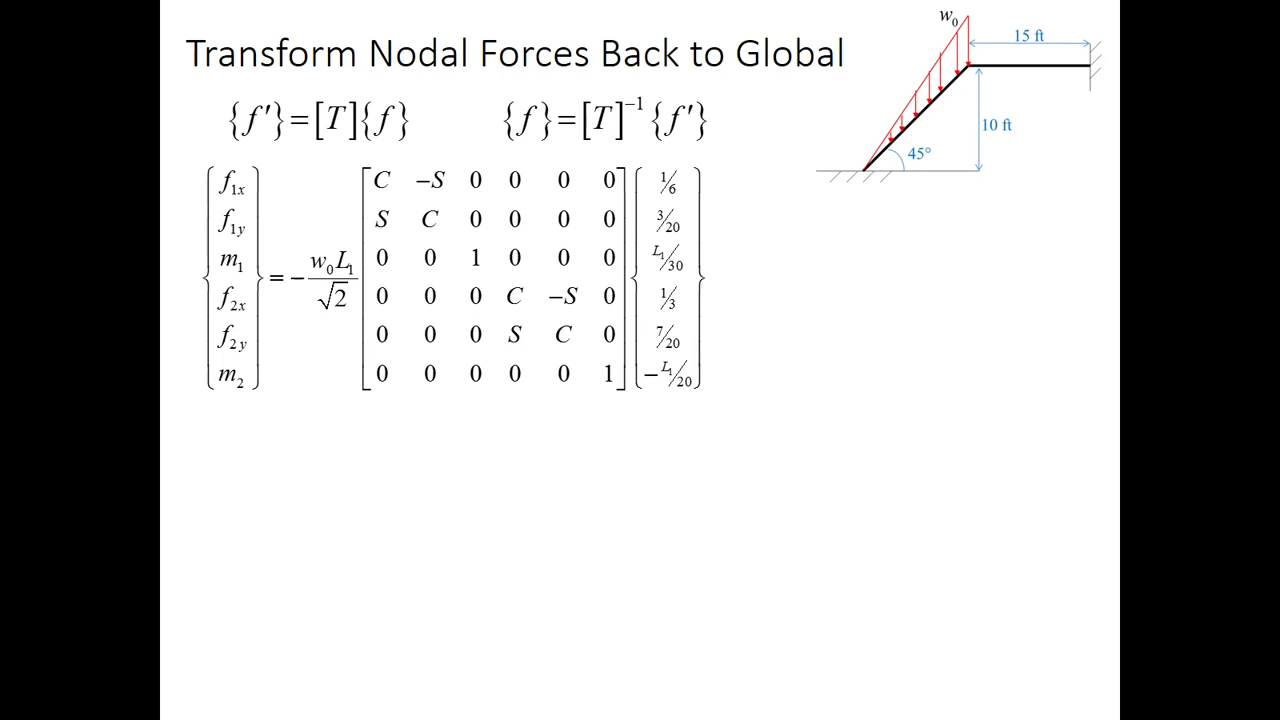 Transform Nodal Forces Back to Global
w₀
15 ft
10 ft
45°
{f′}=[T]{f}
{f}=[T]⁻¹{f′}
f₁ₓ C −S 0 0 0 0 1/6
f₁y S C 0 0 0 0 3/20
m₁ 0 0 1 0 0 0 L₁/30
= − w₀L₁/√2
f₂ₓ 0 0 0 C −S 0 1/3
f₂y 0 0 0 S C 0 7/20
m₂ 0 0 0 0 0 1 −L₁/20